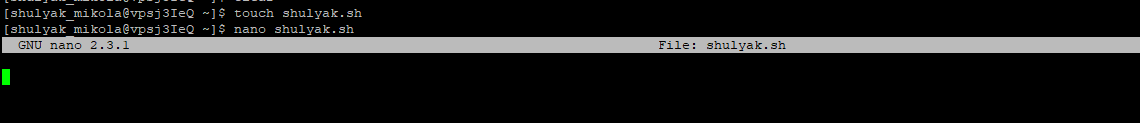 [shulyak_mikola@vpsj3IeQ ~]$ touch shulyak.sh
[shulyak_mikola@vpsj3IeQ ~]$ nano shulyak.sh
GNU nano 2.3.1 File: shulyak.sh